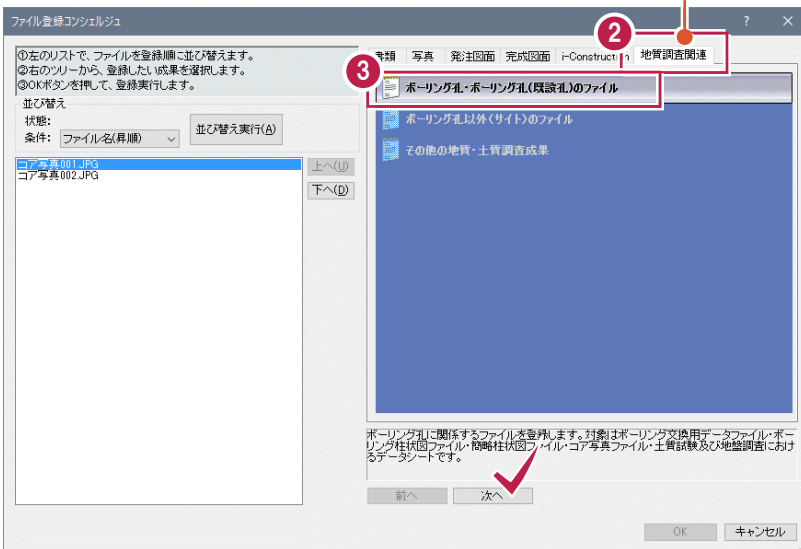 ファイル登録コンシェルジュ
?
①左のリストで、ファイルを登録順に並び替えます。
②右のツリーから、登録したい成果を選択します。
③OKボタンを押して、登録実行します。
並び替え
状態:
条件: ファイル名(昇順)
並び替え実行(A)
コア写真001.JPG
コア写真002.JPG
上へ(U)
下へ(D)
2
書類 写真 発注図面 完成図面 i-Construction 地質調査関連
3
ボーリング孔・ボーリング孔(既設孔)のファイル
ボーリング孔以外(サイト)のファイル
その他の地質・土質調査成果
ボーリング孔に関係するファイルを登録します。対象はボーリング交換用データファイル・ボー
リング柱状図ファイル・簡略柱状図ファイル・コア写真ファイル・土質試験及び地盤調査におけ
るデータシートです。
前へ 次へ
OK キャンセル